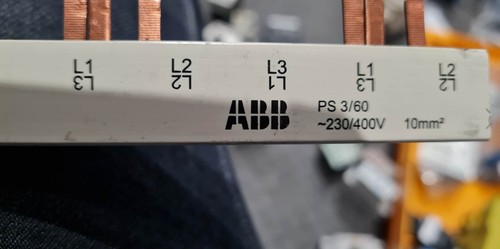 L1 L2 L3 L1 L2
L3 L2 L1 L3 L2
ABB PS 3/60
~230/400V 10mm²